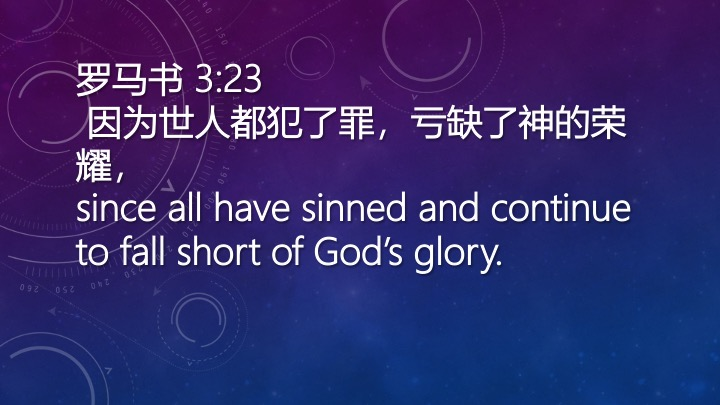 罗马书 3:23
因为世人都犯了罪，亏缺了神的荣
耀，
since all have sinned and continue
to fall short of God’s glory.